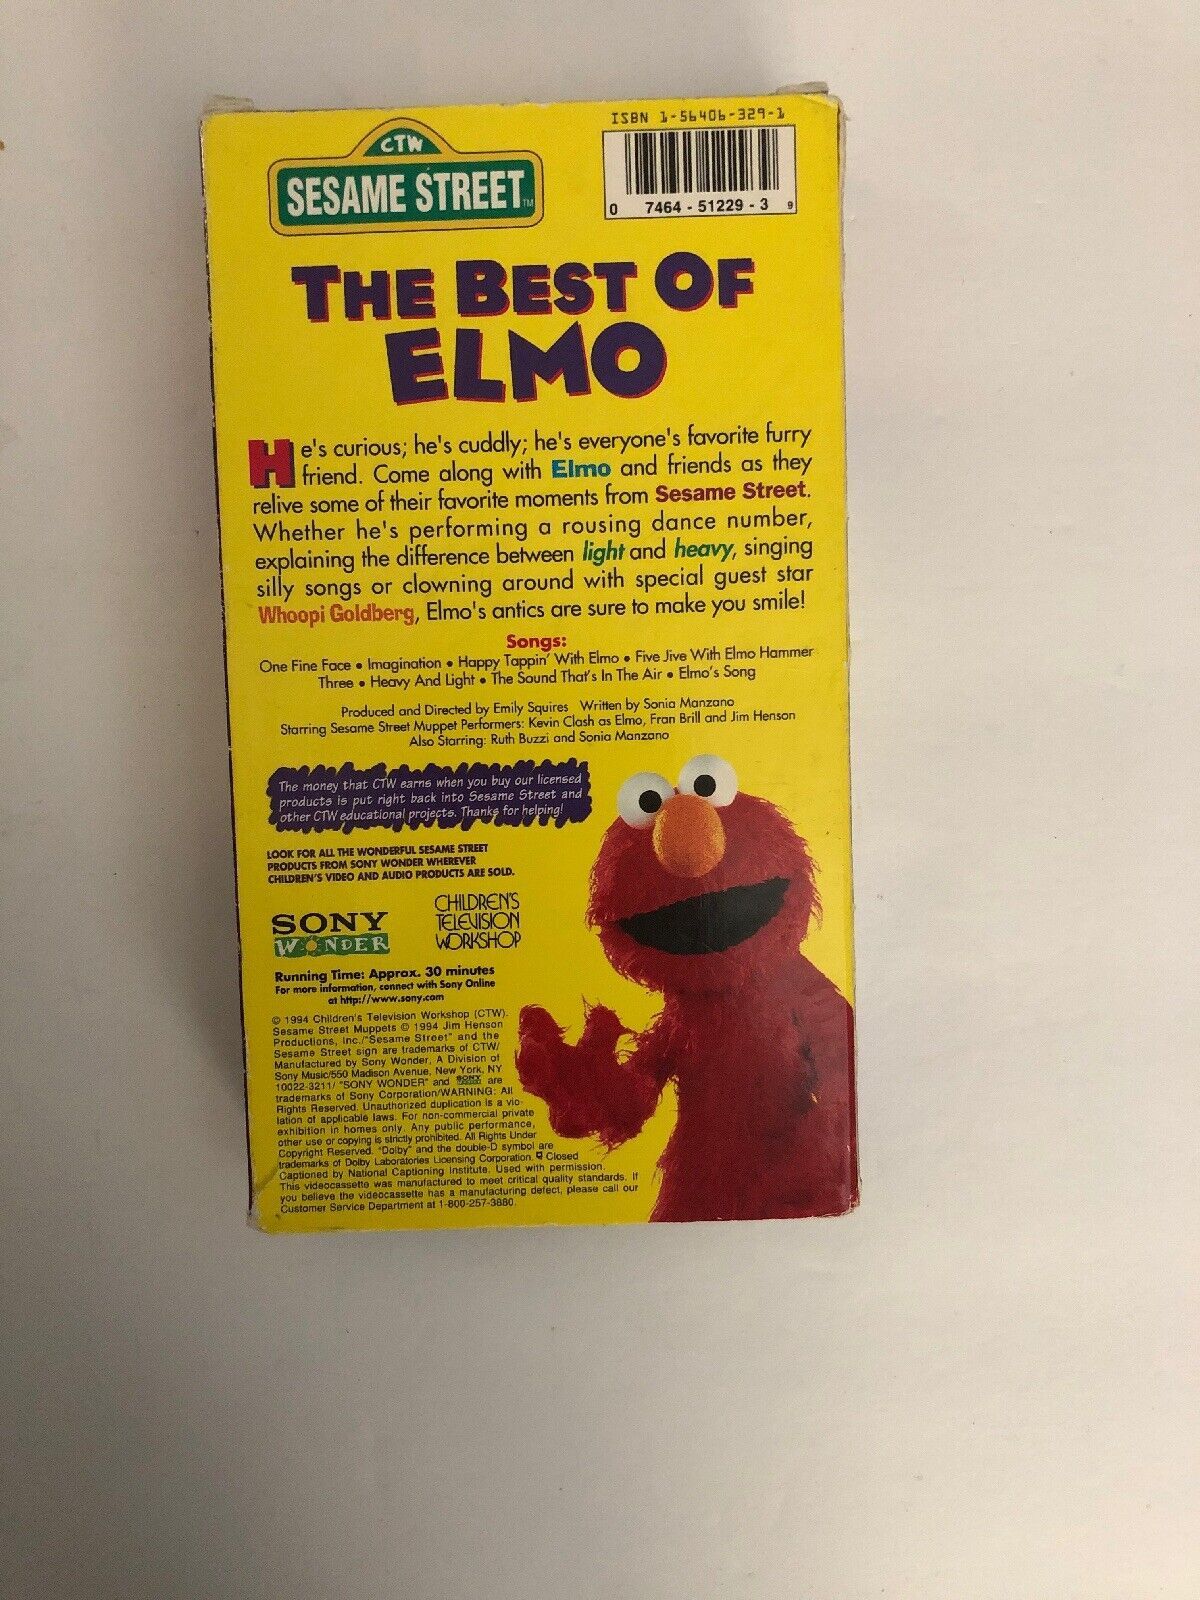 ISBN 1-56406-329-1
CTW
SESAME STREET TM
0 7464 - 51229 - 3 9
THE BEST OF
ELMO
He's curious; he's cuddly; he's everyone's favorite furry
friend. Come along with Elmo and friends as they
relive some of their favorite moments from Sesame Street.
Whether he's performing a rousing dance number,
explaining the difference between light and heavy, singing
silly songs or clowning around with special guest star
Whoopi Goldberg, Elmo's antics are sure to make you smile!
Songs:
One Fine Face • Imagination • Happy Tappin' With Elmo • Five Jive With Elmo Hammer
Three • Heavy And Light • The Sound That's In The Air • Elmo's Song
Produced and Directed by Emily Squires Written by Sonia Manzano
Starring Sesame Street Muppet Performers: Kevin Clash as Elmo, Fran Brill and Jim Henson
Also Starring: Ruth Buzzi and Sonia Manzano
The money that CTW earns when you buy our licensed
products is put right back into Sesame Street and
other CTW educational projects. Thanks for helping!
LOOK FOR ALL THE WONDERFUL SESAME STREET
PRODUCTS FROM SONY WONDER WHEREVER
CHILDREN'S VIDEO AND AUDIO PRODUCTS ARE SOLD.
SONY
WONDER
CHILDREN'S
TELEVISION
WORKSHOP
Running Time: Approx. 30 minutes
For more information, connect with Sony Online
at http://www.sony.com
© 1994 Children's Television Workshop (CTW).
Sesame Street Muppets © 1994 Jim Henson
Productions, Inc./"Sesame Street" and the
Sesame Street sign are trademarks of CTW/
Manufactured by Sony Wonder, A Division of
Sony Music/550 Madison Avenue, New York, NY
10022-3211/ "SONY WONDER" and SONY WONDER are
trademarks of Sony Corporation/WARNING: All
Rights Reserved. Unauthorized duplication is a vio-
lation of applicable laws. For non-commercial private
exhibition in homes only. Any public performance,
other use or copying is strictly prohibited. All Rights Under
Copyright Reserved. "Dolby" and the double-D symbol are
trademarks of Dolby Laboratories Licensing Corporation. Closed
Captioned by National Captioning Institute. Used with permission.
This videocassette was manufactured to meet critical quality standards. If
you believe the videocassette has a manufacturing defect, please call our
Customer Service Department at 1-800-257-3880.